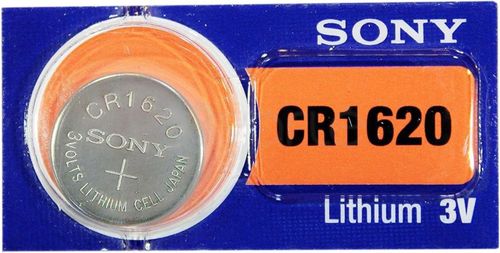 SONY
CR1620
Lithium 3V
CR1620
SONY
+
3VOLTS LITHIUM CELL JAPAN